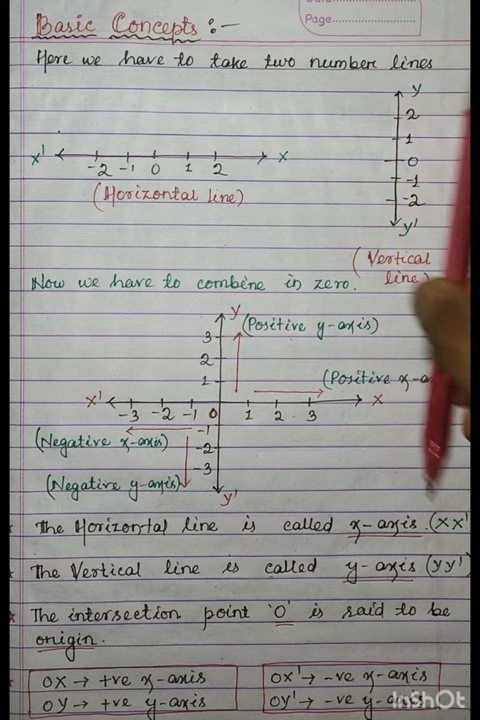 Page
Basic Concepts :-
Here we have to take two number lines
y
2
1
0
-1
-2
y'
x' -2 -1 0 1 2 x
(Horizontal line)
(Vertical line)
Now we have to combine in zero.
y
3 (Positive y-axis)
2
1 (Positive x-a
x' -3 -2 -1 0 1 2 3 x
(Negative x-axis) -1
-2
-3
(Negative y-axis)
y'
The Horizontal line is called x-axis. (XX'
The Vertical line is called y-axis (YY')
The intersection point 'O' is said to be
origin.
OX → +ve x-axis
OY → +ve y-axis
OX' → -ve x-axis
OY' → -ve y-axis
InShOt